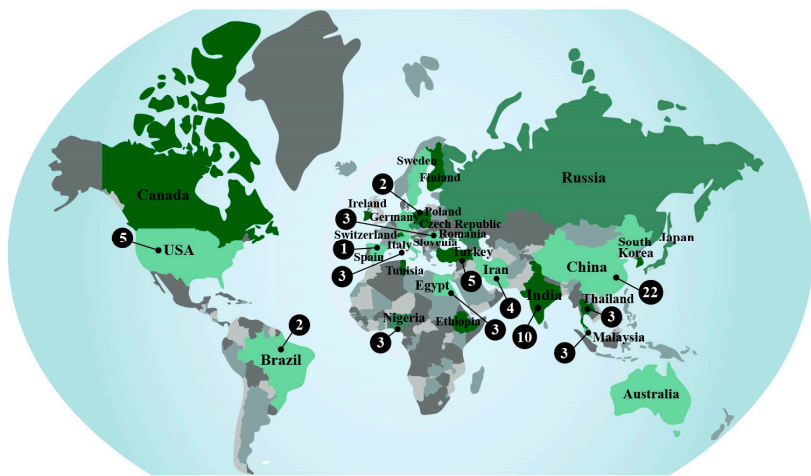 Sweden
Finland
Canada
Russia
2
Ireland
Poland
Germany
3
Czech Republic
Switzerland
Romania
5
USA
Italy
Slovenia
South
Korea
Japan
1
Spain
Turkey
China
Tunisia
Iran
3
5
Egypt
4
India
22
Thailand
2
Nigeria
Ethiopia
3
3
3
10
Malaysia
Brazil
3
Australia